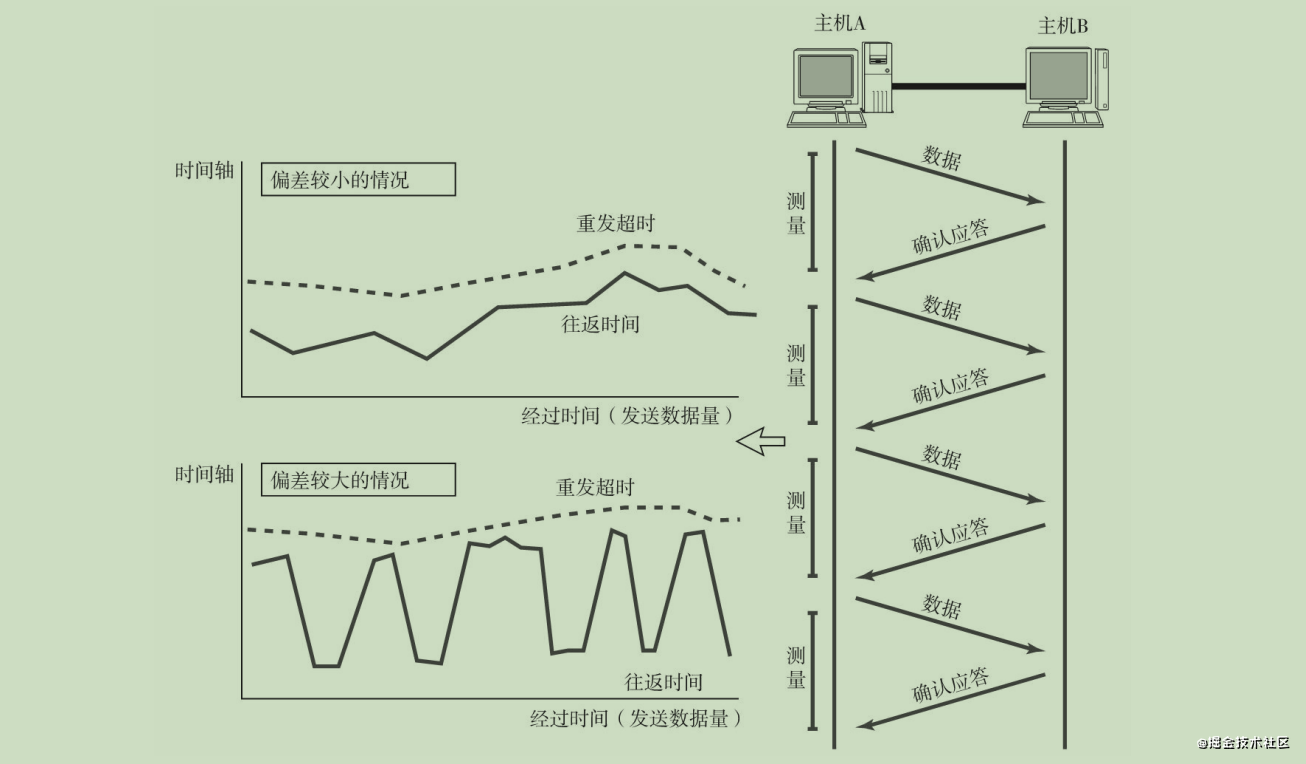 主机A
主机B
时间轴
偏差较小的情况
重发超时
往返时间
经过时间（发送数据量）
时间轴
偏差较大的情况
重发超时
往返时间
经过时间（发送数据量）
测量
数据
确认应答
测量
数据
确认应答
测量
数据
确认应答
测量
数据
确认应答
@掘金技术社区